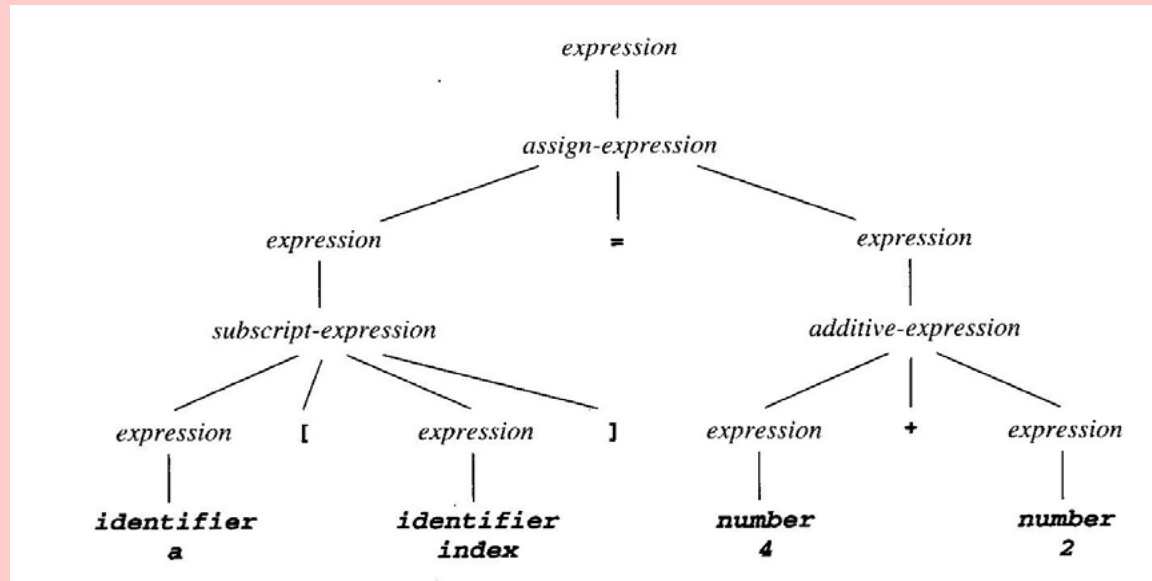 expression
assign-expression
expression = expression
subscript-expression additive-expression
expression [ expression ] expression + expression
identifier identifier number number
a index 4 2